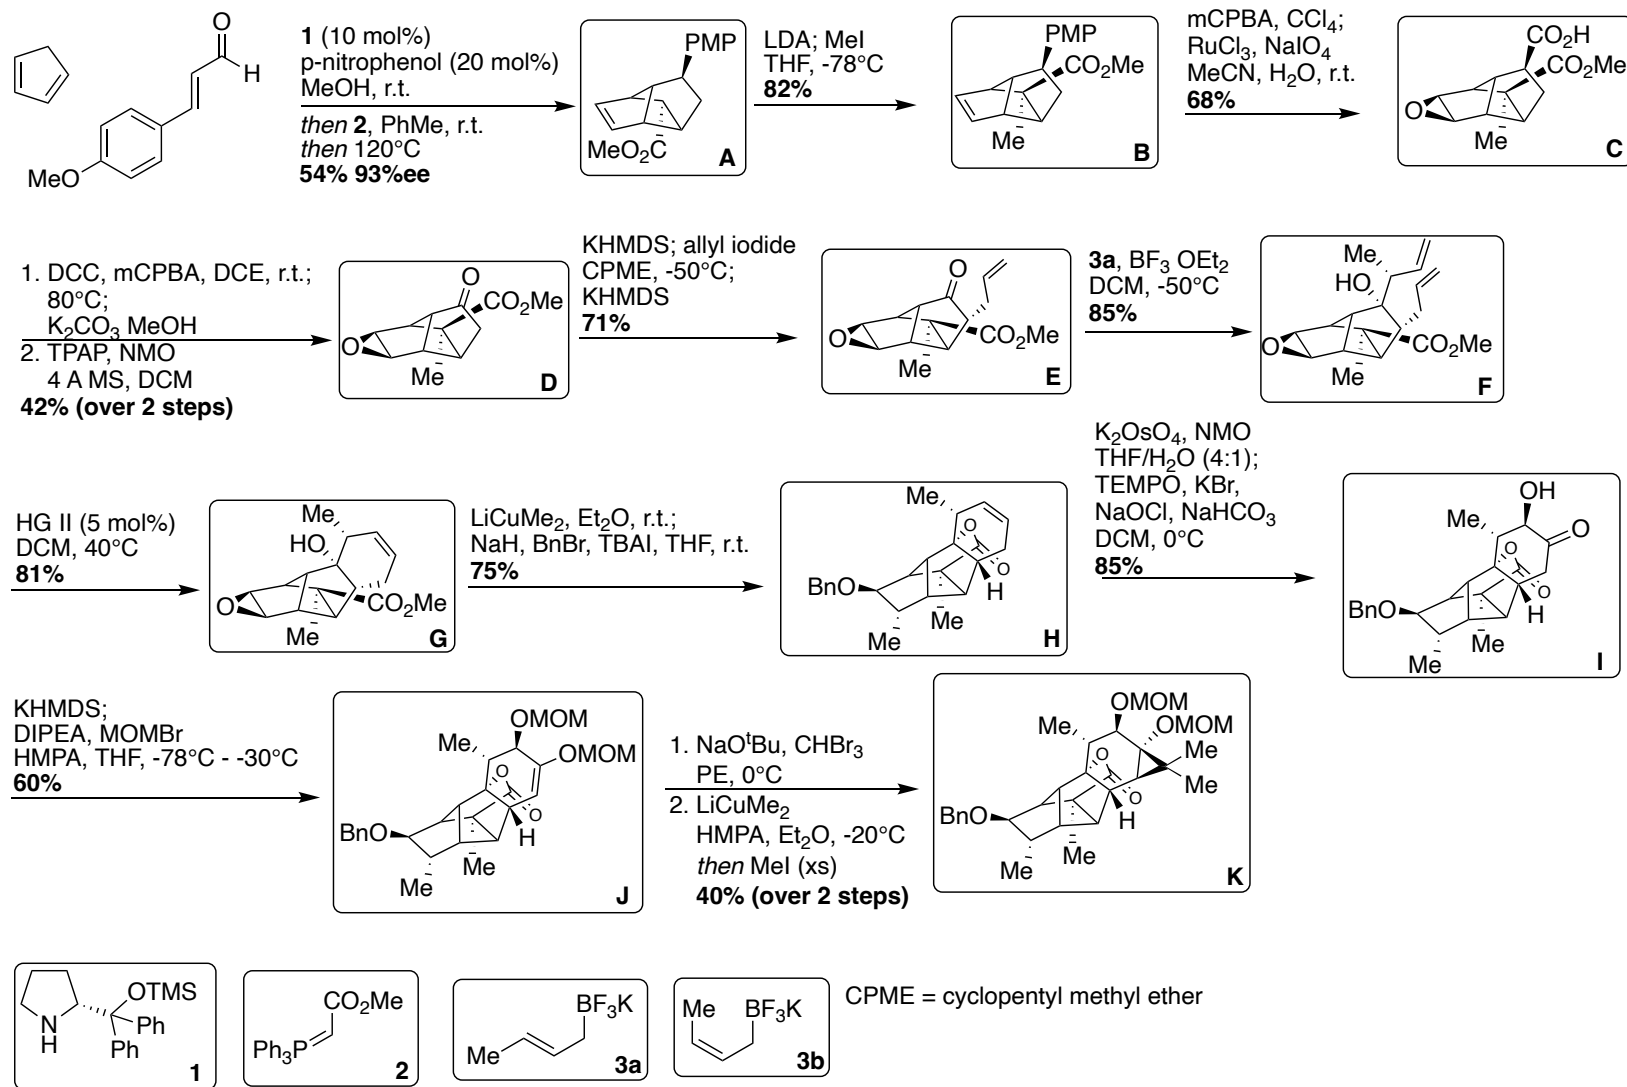 O
H
MeO
1 (10 mol%)
p-nitrophenol (20 mol%)
MeOH, r.t.
then 2, PhMe, r.t.
then 120°C
54% 93%ee
PMP
MeO₂C
A
LDA; MeI
THF, -78°C
82%
PMP
CO₂Me
Me
B
mCPBA, CCl₄;
RuCl₃, NaIO₄
MeCN, H₂O, r.t.
68%
CO₂H
CO₂Me
O
Me
C
1. DCC, mCPBA, DCE, r.t.;
80°C;
K₂CO₃ MeOH
2. TPAP, NMO
4 A MS, DCM
42% (over 2 steps)
O
CO₂Me
O
Me
D
KHMDS; allyl iodide
CPME, -50°C;
KHMDS
71%
O
O
CO₂Me
Me
E
3a, BF₃ OEt₂
DCM, -50°C
85%
Me
HO
O
CO₂Me
Me
F
HG II (5 mol%)
DCM, 40°C
81%
Me
HO
O
CO₂Me
Me
G
LiCuMe₂, Et₂O, r.t.;
NaH, BnBr, TBAI, THF, r.t.
75%
Me
O
O
BnO
H
Me
Me
H
K₂OsO₄, NMO
THF/H₂O (4:1);
TEMPO, KBr,
NaOCl, NaHCO₃
DCM, 0°C
85%
OH
Me
O
O
O
BnO
H
Me
Me
I
KHMDS;
DIPEA, MOMBr
HMPA, THF, -78°C - -30°C
60%
OMOM
Me
OMOM
O
O
BnO
H
Me
Me
J
1. NaOᵗBu, CHBr₃
PE, 0°C
2. LiCuMe₂
HMPA, Et₂O, -20°C
then MeI (xs)
40% (over 2 steps)
OMOM
Me
OMOM
Me
Me
O
O
BnO
H
Me
Me
K
OTMS
N
H
Ph
Ph
1
CO₂Me
Ph₃P
2
BF₃K
Me
3a
Me
BF₃K
3b
CPME = cyclopentyl methyl ether